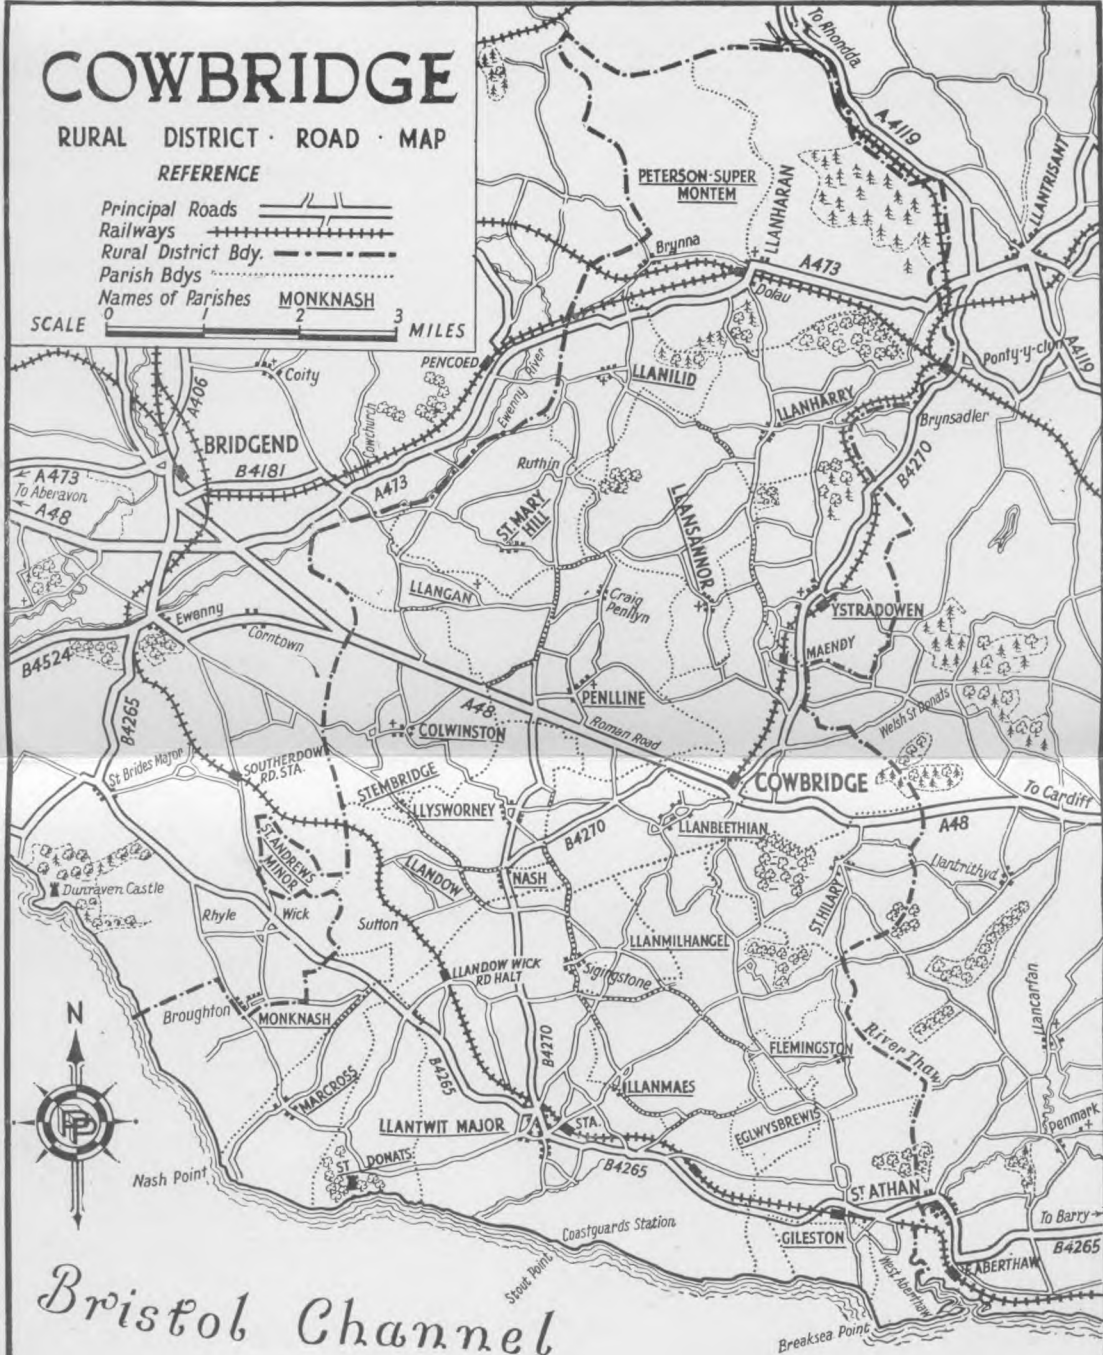 COWBRIDGE
RURAL DISTRICT · ROAD · MAP
REFERENCE
Principal Roads
Railways
Rural District Bdy.
Parish Bdys
Names of Parishes MONKNASH
SCALE 0 1 2 3 MILES
To Rhondda
A4119
PETERSON-SUPER
MONTEM
LLANHARAN
LLANTRISANT
Brynna
A473
Dolau
PENCOED
Ewenny River
LLANILID
Ponty-y-clun
A4119
Coity
A406
Cowchurch
LLANHARRY
Brynsadler
BRIDGEND
B4181
A473
To Aberavon
A48
A473
Ruthin
ST. MARY
HILL
LLANSANNOR
B4270
LLANGAN
Craig
Penllyn
YSTRADOWEN
MAENDY
Ewenny
Corntown
B4524
B4265
A48
PENLLINE
Roman Road
Welsh St Donats
COLWINSTON
St Brides Major
SOUTHERDOWN
RD. STA.
STEMBRIDGE
COWBRIDGE
To Cardiff
A48
LLYSWORNEY
B4270
LLANBLETHIAN
ST. ANDREWS
MINOR
LLANDOW
NASH
Llantrithyd
Dunraven Castle
ST. HILARY
Rhyle
Wick
Sutton
LLANMILHANGEL
LLANDOW WICK
RD HALT
Sigingstone
Llancarfan
N
Broughton
MONKNASH
B4270
FLEMINGSTON
River Thaw
B4265
MARCROSS
LLANMAES
PP
LLANTWIT MAJOR
STA.
EGLWYSBREWIS
Penmark
ST DONATS
B4265
Nash Point
ST. ATHAN
To Barry
B4265
Coastguards Station
GILESTON
West Aberthaw
E. ABERTHAW
Stout Point
Bristol Channel
Breaksea Point